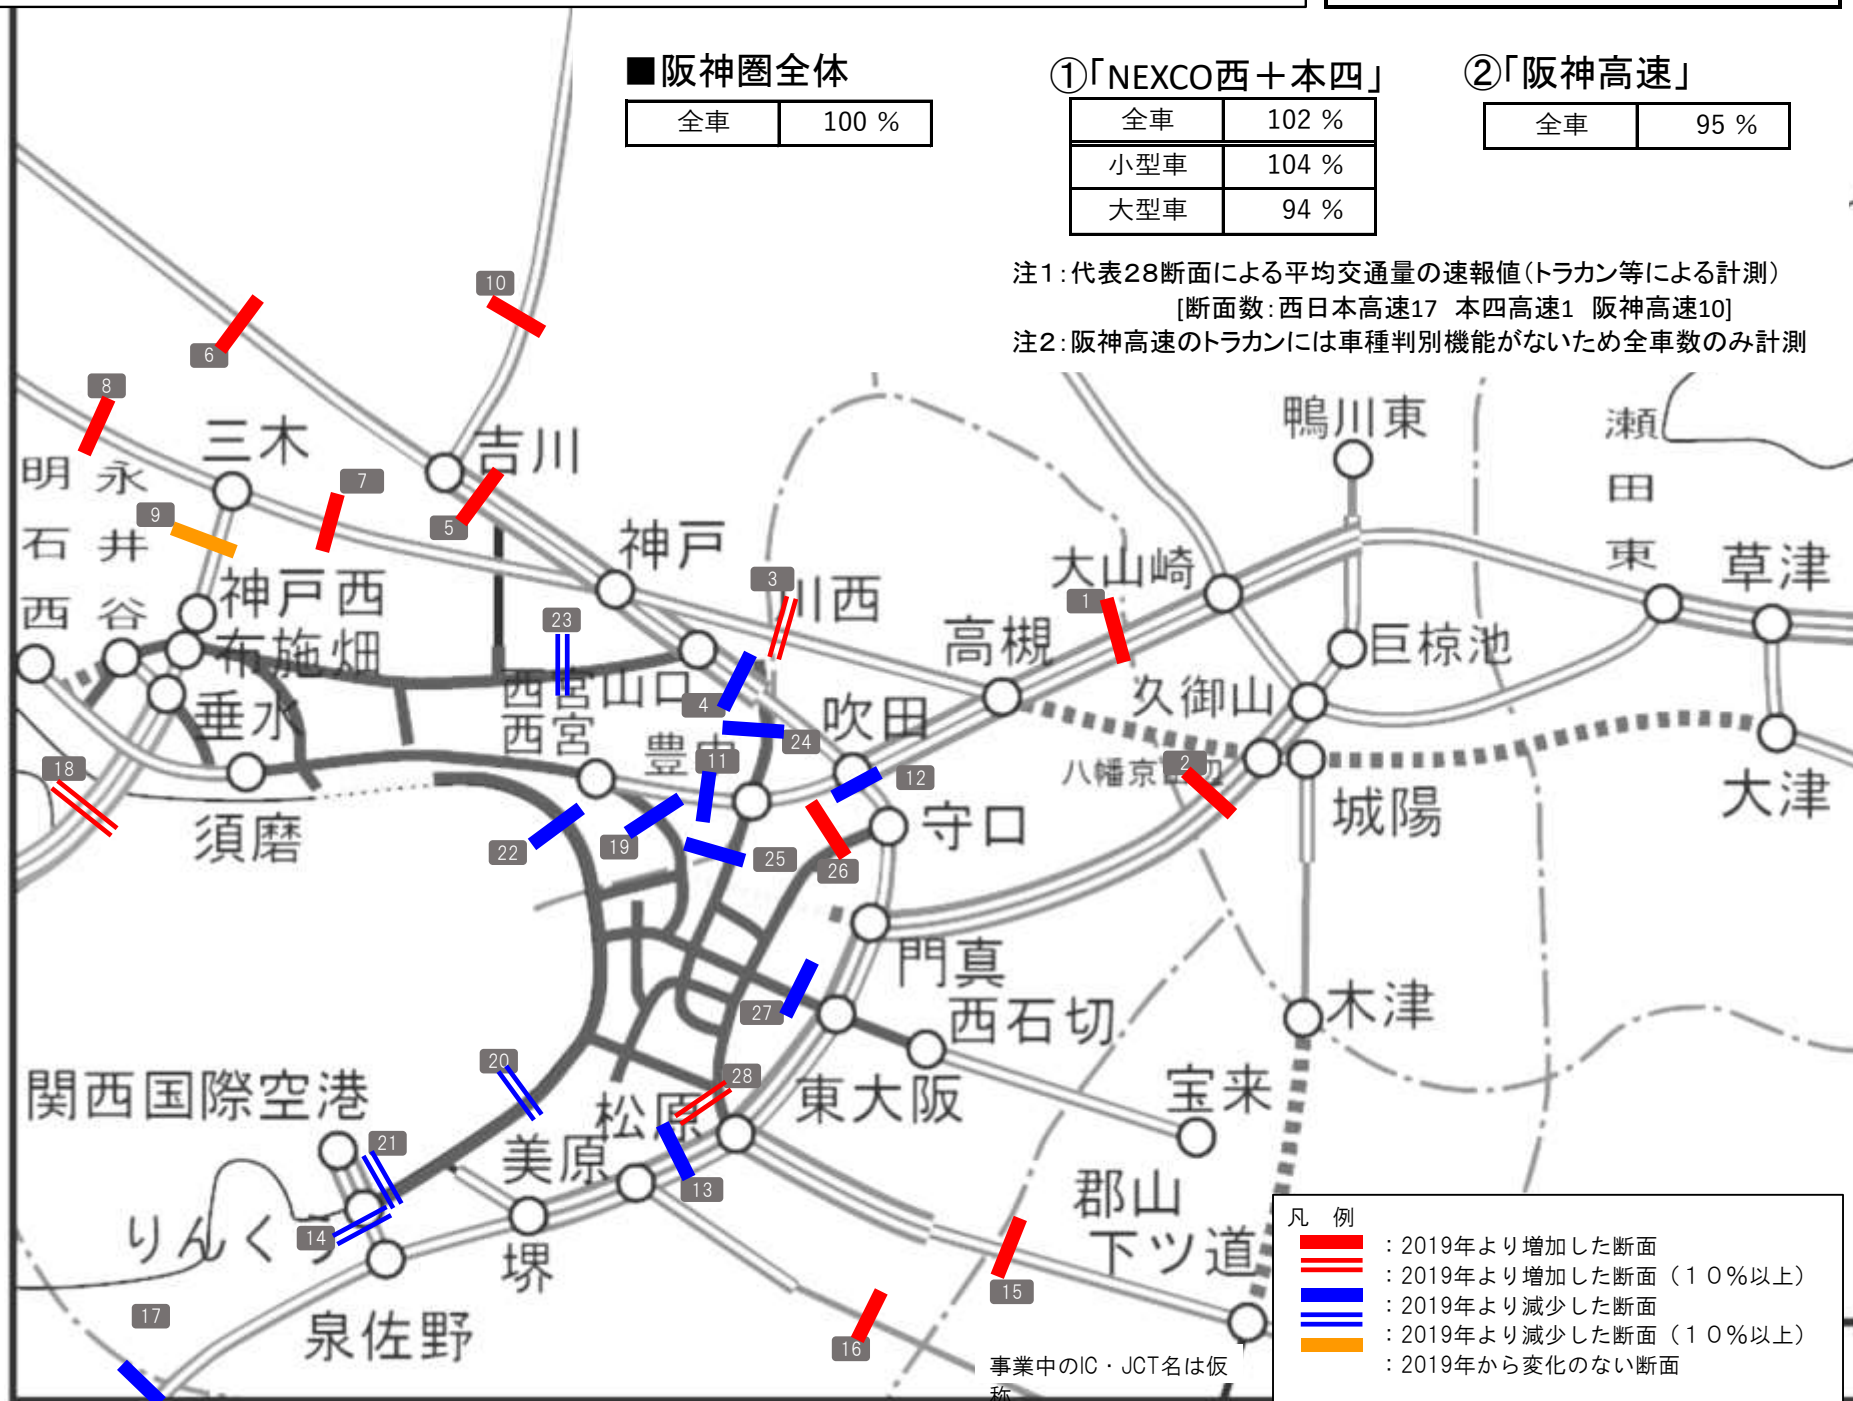 ■阪神圏全体
全車 100 %
①「NEXCO西＋本四」
全車 102 %
小型車 104 %
大型車 94 %
②「阪神高速」
全車 95 %
注1：代表28断面による平均交通量の速報値（トラカン等による計測）
[断面数：西日本高速17 本四高速1 阪神高速10]
注2：阪神高速のトラカンには車種判別機能がないため全車数のみ計測
10
6
8
三木
吉川
鴨川東
瀬田東
明石西
永井谷
7
9
5
神戸
大山崎
草津
神戸西
布施畑
3
川西
1
23
高槻
巨椋池
西宮山口
西宮
4
久御山
垂水
吹田
24
豊中
11
12
八幡京田辺
2
18
大津
須磨
22
19
25
26
守口
城陽
門真
27
西石切
木津
20
28
関西国際空港
松原
東大阪
宝来
21
美原
13
郡山下ツ道
りんくう
14
堺
15
17
泉佐野
16
事業中のIC・JCT名は仮
称
凡 例
：2019年より増加した断面
：2019年より増加した断面（１０％以上）
：2019年より減少した断面
：2019年より減少した断面（１０％以上）
：2019年から変化のない断面